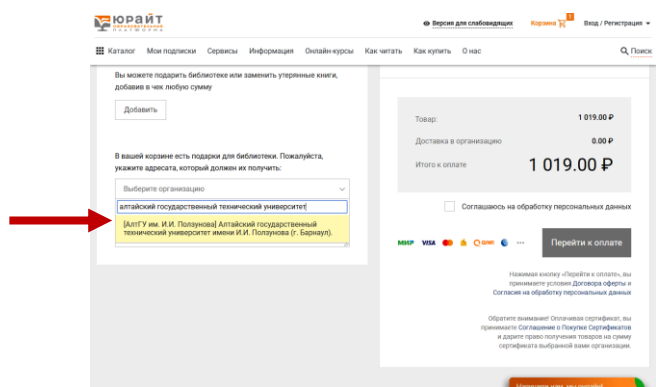 юрайт
ОБРАЗОВАТЕЛЬНАЯ
ПЛАТФОРМА
Версия для слабовидящих
Корзина 1
Вход / Регистрация
Каталог Мои подписки Сервисы Информация Онлайн-курсы Как читать Как купить О нас
Поиск
Вы можете подарить библиотеке или заменить утерянные книги,
добавив в чек любую сумму
Добавить
В вашей корзине есть подарки для библиотеки. Пожалуйста,
укажите адресата, который должен их получить:
Выберите организацию
алтайский государственный технический университет
[АлтГУ им. И.И. Ползунова] Алтайский государственный
технический университет имени И.И. Ползунова (г. Барнаул).
Товар: 1 019.00 ₽
Доставка в организацию 0.00 ₽
Итого к оплате 1 019.00 ₽
Соглашаюсь на обработку персональных данных
МИР VISA QIWI ...
Перейти к оплате
Нажимая кнопку «Перейти к оплате», вы
принимаете условия Договора оферты и
Согласия на обработку персональных данных
Обратите внимание! Оплачивая сертификат, вы
принимаете Соглашение о Покупке Сертификатов
и дарите право получения товаров на сумму
сертификата выбранной вами организации.